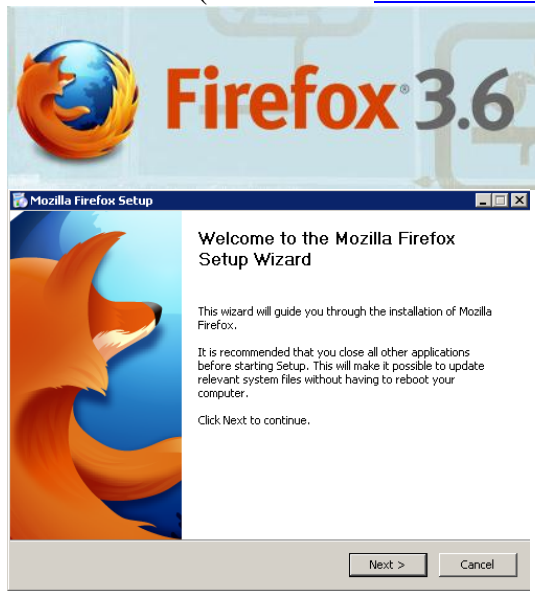 Firefox® 3.6
Mozilla Firefox Setup
Welcome to the Mozilla Firefox
Setup Wizard
This wizard will guide you through the installation of Mozilla
Firefox.
It is recommended that you close all other applications
before starting Setup. This will make it possible to update
relevant system files without having to reboot your
computer.
Click Next to continue.
Next >
Cancel